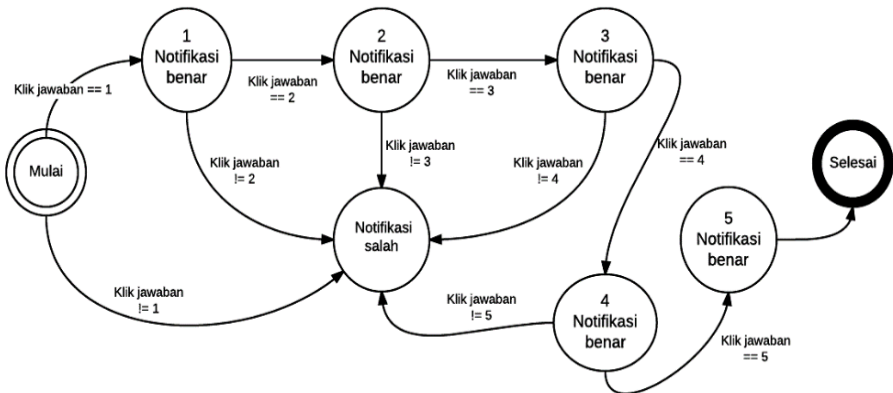 1
Notifikasi
benar
2
Notifikasi
benar
3
Notifikasi
benar
Klik jawaban == 1
Klik jawaban
== 2
Klik jawaban
== 3
Klik jawaban
== 4
Mulai
Klik jawaban
!= 2
Klik jawaban
!= 3
Klik jawaban
!= 4
Selesai
Notifikasi
salah
5
Notifikasi
benar
Klik jawaban
!= 1
Klik jawaban
!= 5
4
Notifikasi
benar
Klik jawaban
== 5